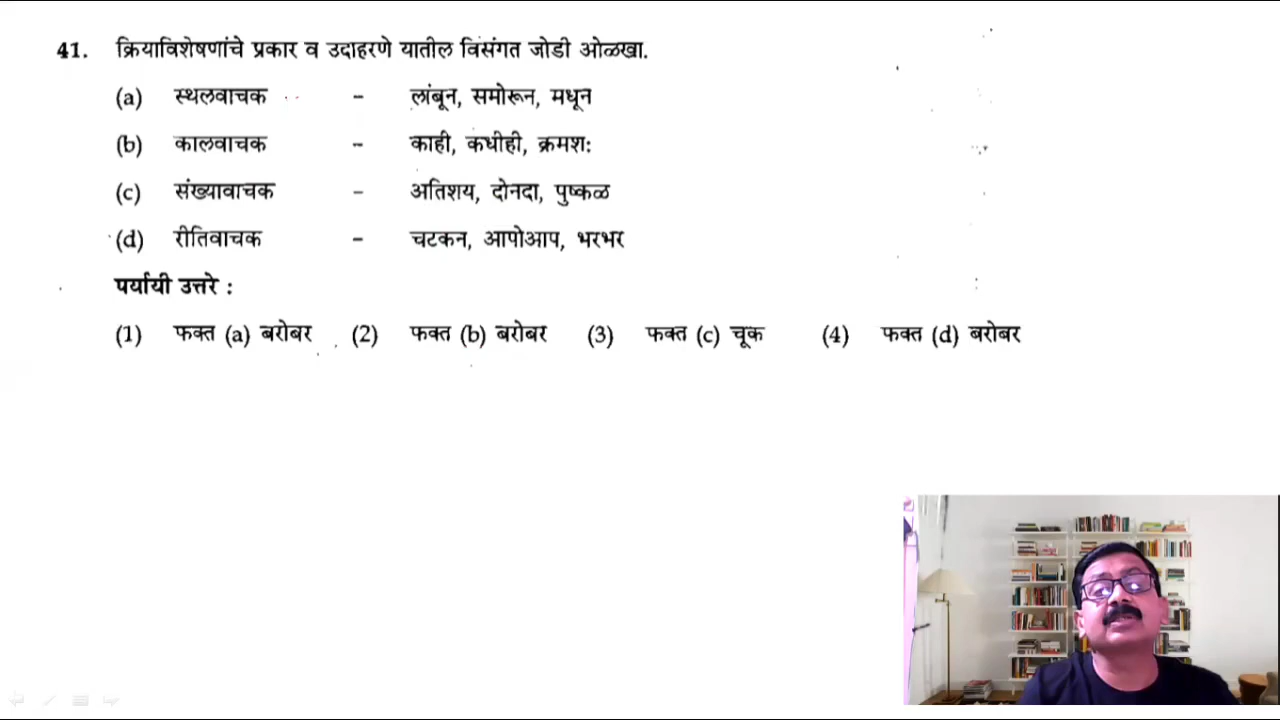 41. क्रियाविशेषणांचे प्रकार व उदाहरणे यातील विसंगत जोडी ओळखा.
(a) स्थलवाचक - लांबून, समोरून, मधून
(b) कालवाचक - काही, कधीही, क्रमशः
(c) संख्यावाचक - अतिशय, दोनदा, पुष्कळ
(d) रीतिवाचक - चटकन, आपोआप, भरभर
पर्यायी उत्तरे :
(1) फक्त (a) बरोबर (2) फक्त (b) बरोबर (3) फक्त (c) चूक (4) फक्त (d) बरोबर